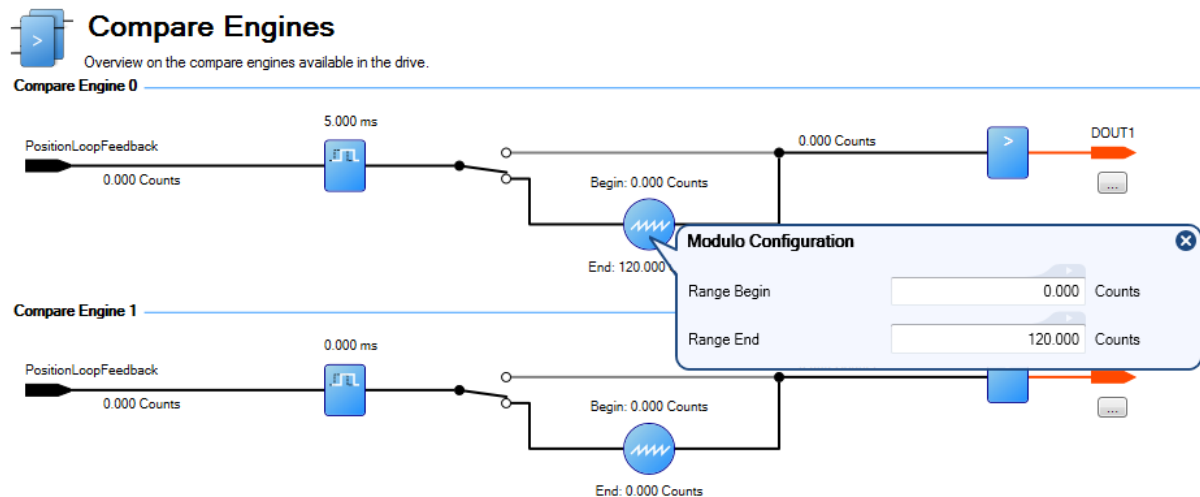 Compare Engines
Overview on the compare engines available in the drive.
Compare Engine 0
5.000 ms
PositionLoopFeedback
0.000 Counts
Begin: 0.000 Counts
End: 120.000
0.000 Counts
>
DOUT1
...
Modulo Configuration
Range Begin 0.000 Counts
Range End 120.000 Counts
Compare Engine 1
0.000 ms
PositionLoopFeedback
0.000 Counts
Begin: 0.000 Counts
End: 0.000 Counts
...